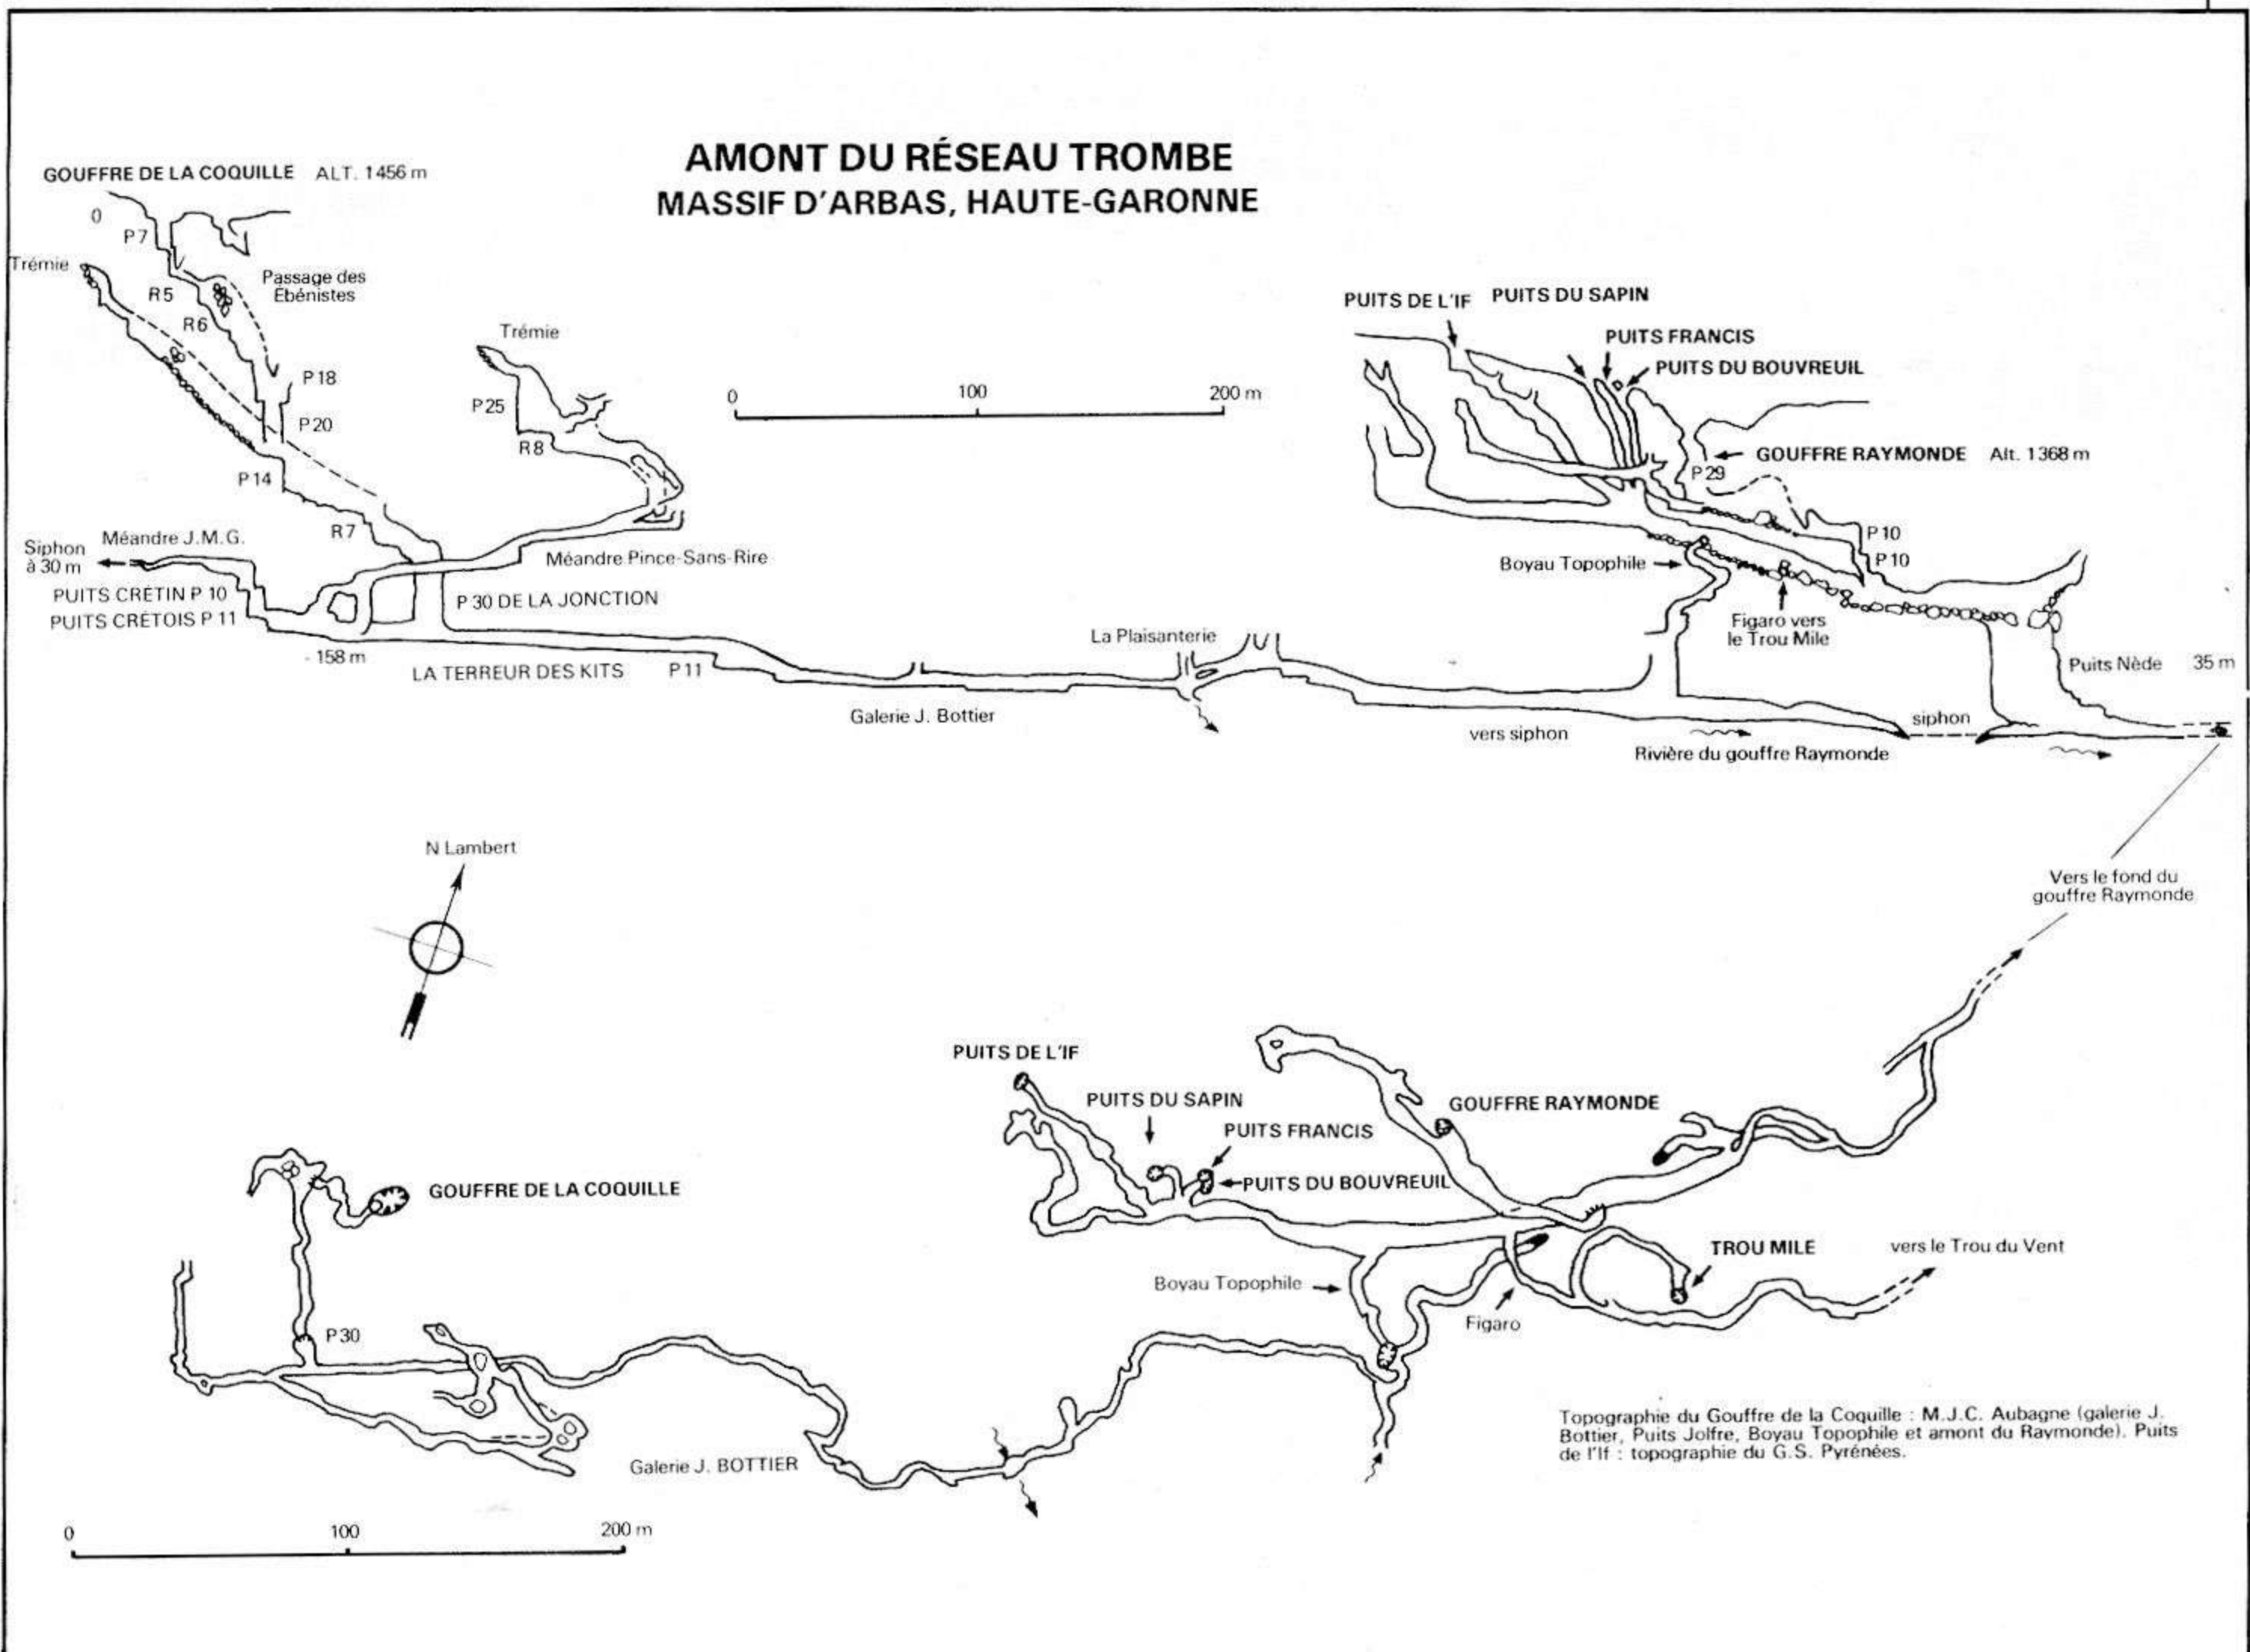 AMONT DU RÉSEAU TROMBE
MASSIF D'ARBAS, HAUTE-GARONNE
GOUFFRE DE LA COQUILLE ALT. 1456 m
0
P7
Trémie
Passage des
Ébénistes
R5
R6
P18
P20
P14
R7
Trémie
P25
R8
0 100 200 m
Siphon
à 30 m
Méandre J.M.G.
Méandre Pince-Sans-Rire
PUITS CRÉTIN P 10
PUITS CRÉTOIS P 11
P 30 DE LA JONCTION
- 158 m
LA TERREUR DES KITS
P11
Galerie J. Bottier
La Plaisanterie
PUITS DE L'IF
PUITS DU SAPIN
PUITS FRANCIS
PUITS DU BOUVREUIL
GOUFFRE RAYMONDE Alt. 1368 m
P29
P10
P10
Boyau Topophile
Figaro vers
le Trou Mile
Puits Nède 35 m
vers siphon
siphon
Rivière du gouffre Raymonde
N Lambert
Vers le fond du
gouffre Raymonde
PUITS DE L'IF
PUITS DU SAPIN
PUITS FRANCIS
PUITS DU BOUVREUIL
GOUFFRE RAYMONDE
GOUFFRE DE LA COQUILLE
TROU MILE
vers le Trou du Vent
Boyau Topophile
Figaro
P30
Galerie J. BOTTIER
Topographie du Gouffre de la Coquille : M.J.C. Aubagne (galerie J.
Bottier, Puits Jolfre, Boyau Topophile et amont du Raymonde). Puits
de l'If : topographie du G.S. Pyrénées.
0 100 200 m